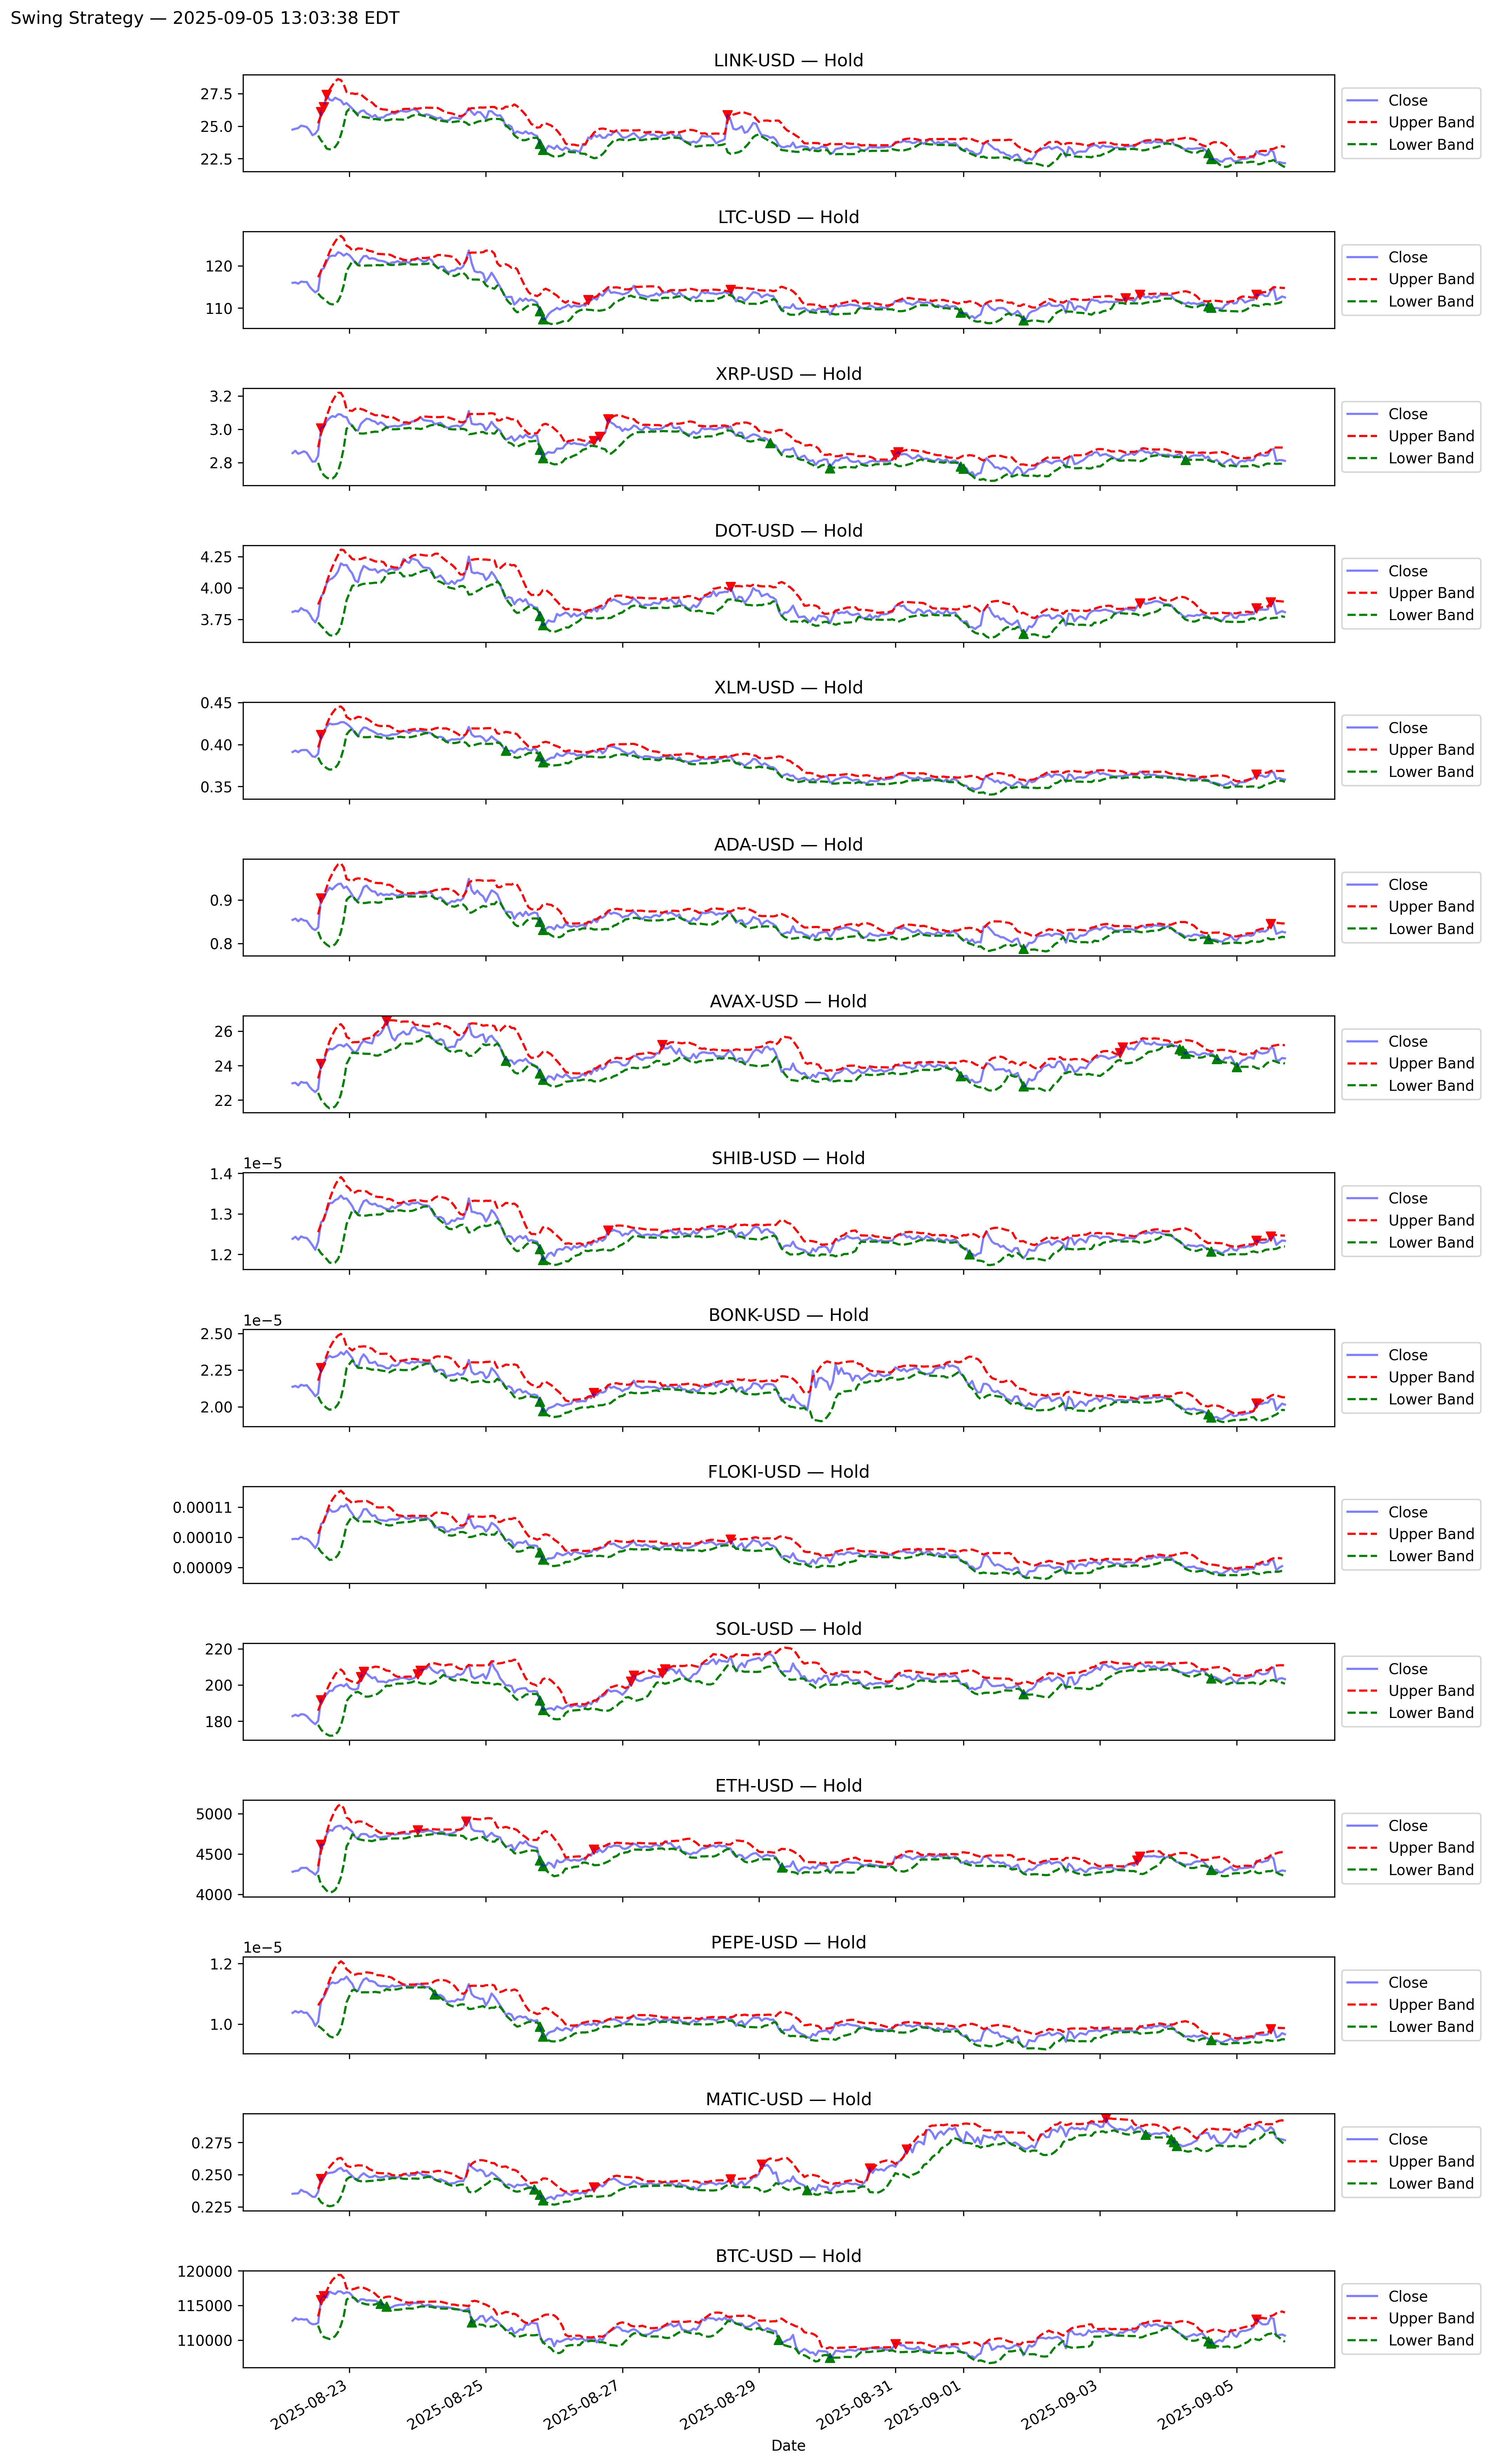 Swing Strategy — 2025-09-05 13:03:38 EDT
LINK-USD — Hold
27.5
25.0
22.5
Close
Upper Band
Lower Band
LTC-USD — Hold
120
110
Close
Upper Band
Lower Band
XRP-USD — Hold
3.2
3.0
2.8
Close
Upper Band
Lower Band
DOT-USD — Hold
4.25
4.00
3.75
Close
Upper Band
Lower Band
XLM-USD — Hold
0.45
0.40
0.35
Close
Upper Band
Lower Band
ADA-USD — Hold
0.9
0.8
Close
Upper Band
Lower Band
AVAX-USD — Hold
26
24
22
Close
Upper Band
Lower Band
SHIB-USD — Hold
1e−5
1.4
1.3
1.2
Close
Upper Band
Lower Band
BONK-USD — Hold
1e−5
2.50
2.25
2.00
Close
Upper Band
Lower Band
FLOKI-USD — Hold
0.00011
0.00010
0.00009
Close
Upper Band
Lower Band
SOL-USD — Hold
220
200
180
Close
Upper Band
Lower Band
ETH-USD — Hold
5000
4500
4000
Close
Upper Band
Lower Band
PEPE-USD — Hold
1e−5
1.2
1.0
Close
Upper Band
Lower Band
MATIC-USD — Hold
0.275
0.250
0.225
Close
Upper Band
Lower Band
BTC-USD — Hold
120000
115000
110000
Close
Upper Band
Lower Band
2025-08-23
2025-08-25
2025-08-27
2025-08-29
2025-08-31
2025-09-01
2025-09-03
2025-09-05
Date